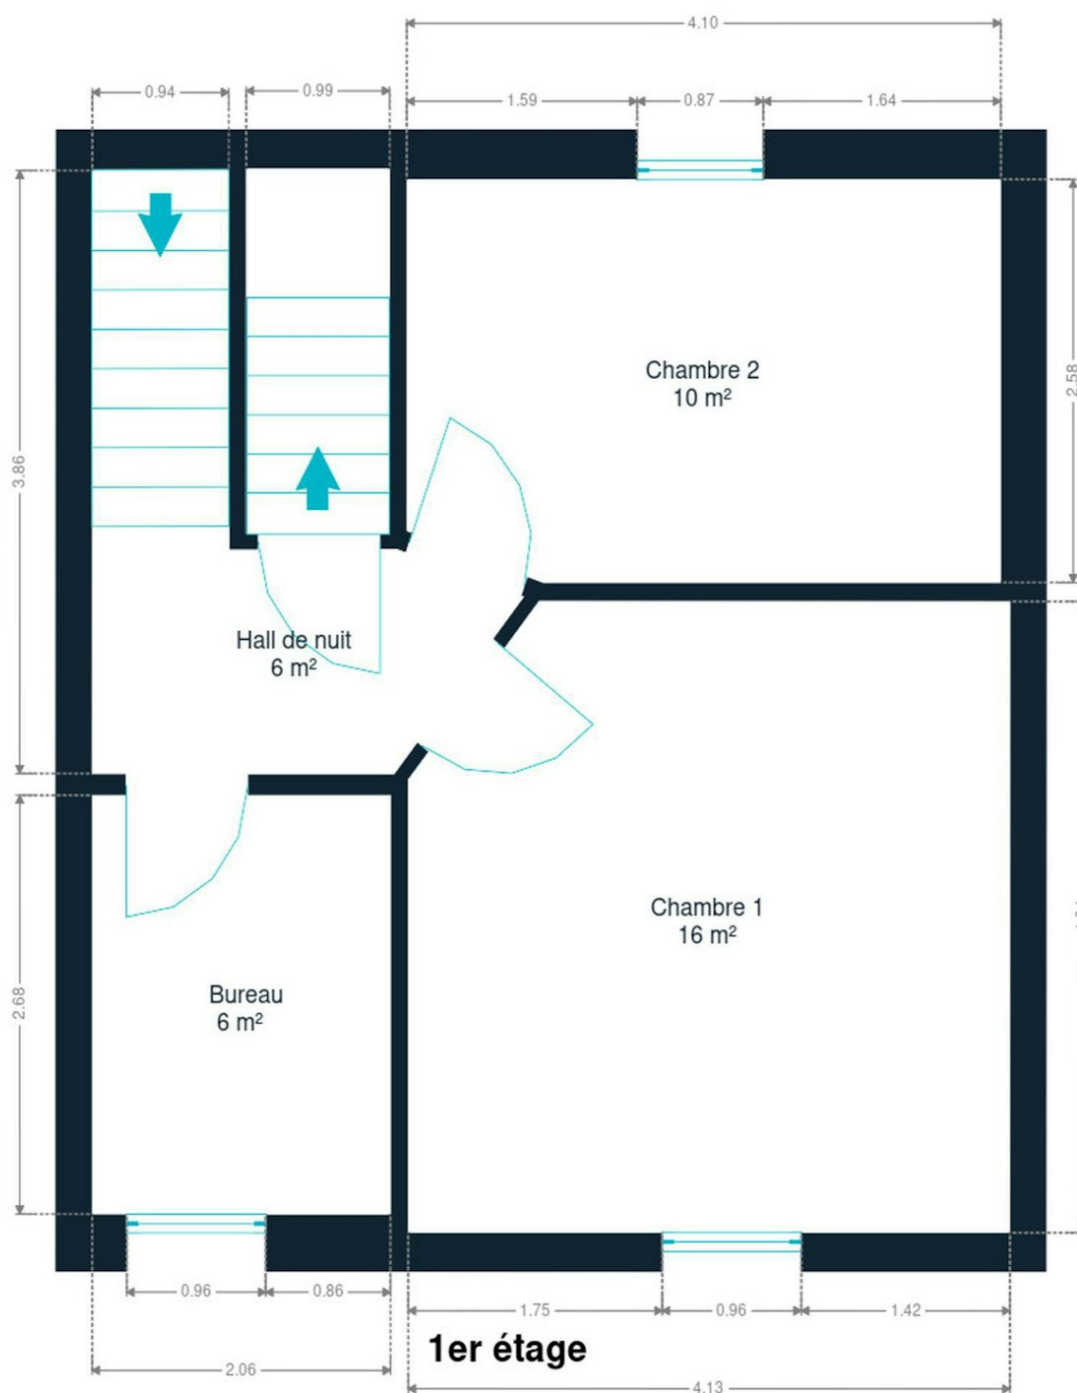 4.10
0.94
0.99
1.59
0.87
1.64
3.86
2.58
Chambre 2
10 m²
Hall de nuit
6 m²
Chambre 1
16 m²
Bureau
6 m²
2.68
0.96
0.86
1.75
0.96
1.42
1er étage
2.06
4.13